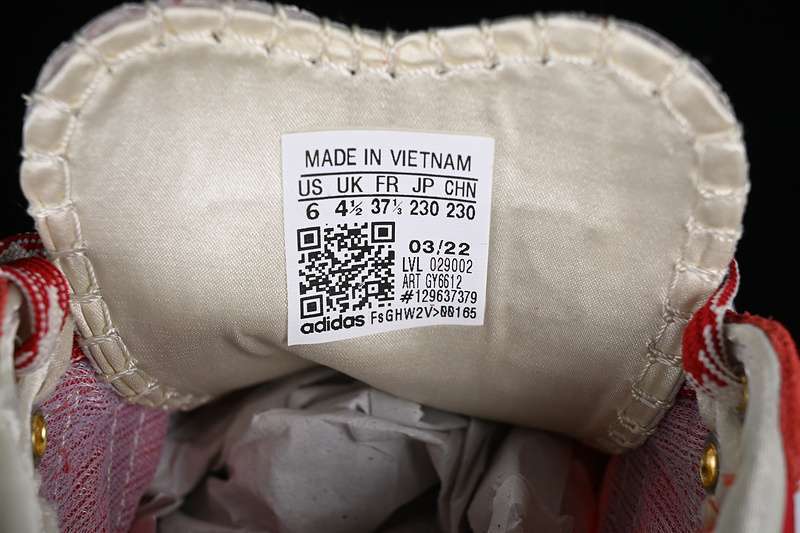 MADE IN VIETNAM
US UK FR JP CHN
6 4½ 37⅓ 230 230
03/22
LVL 029002
ART GY6612
#129637379
adidas FsGHW2V>00165